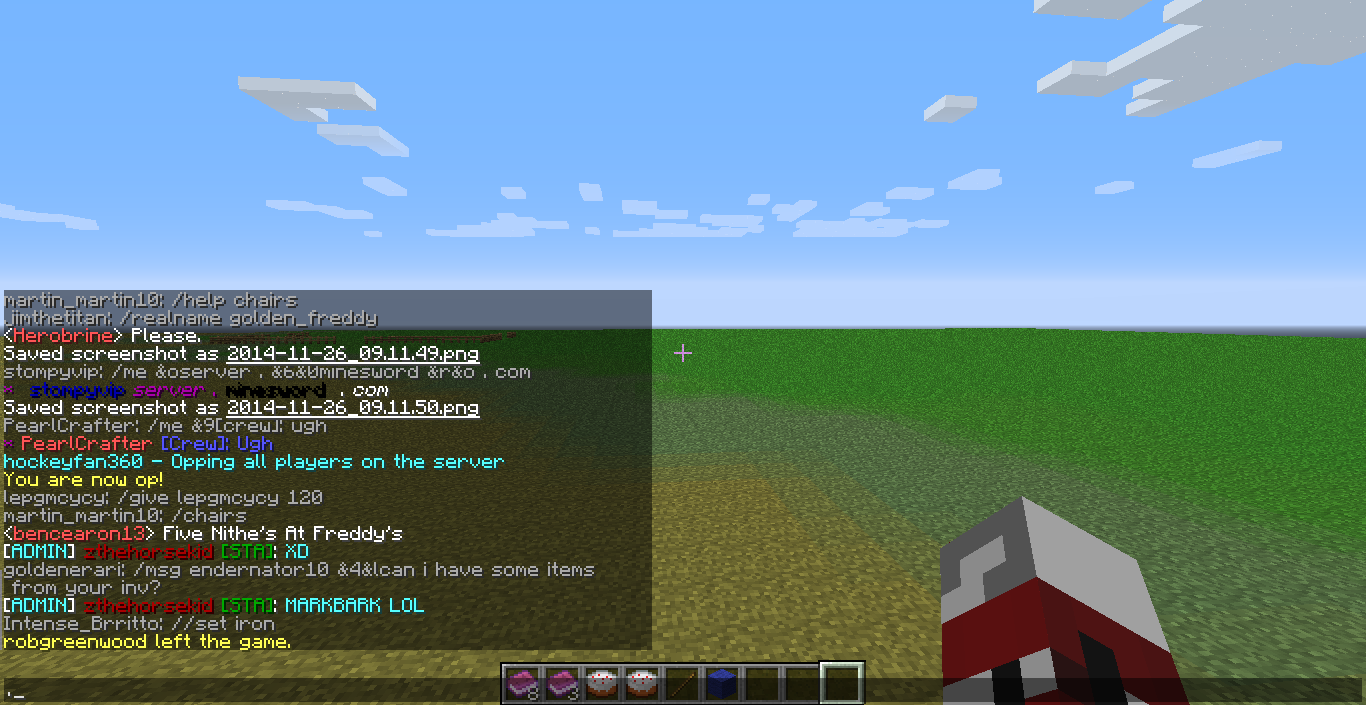 martin_martin10: /help chairs
jimthetitan: /realname golden_freddy
<Herobrine> Please.
Saved screenshot as 2014-11-26_09.11.49.png
stompyvip: /me &oserver . &6&0minesword &r&o . com
* stompyvip server . minesword . com
Saved screenshot as 2014-11-26_09.11.50.png
PearlCrafter: /me &9[crew]: ugh
* PearlCrafter [Crew]: Ugh
hockeyfan360 - Opping all players on the server
You are now op!
lepgmcycy: /give lepgmcycy 120
martin_martin10: /chairs
<bencearon13> Five Nithe's At Freddy's
[ADMIN] zthehorsekid [STA]: XD
goldenerari: /msg endernator10 &4&lcan i have some items
from your inv?
[ADMIN] zthehorsekid [STA]: MARKBARK LOL
Intense_Brritto: //set iron
robgreenwood left the game.
._
8
3